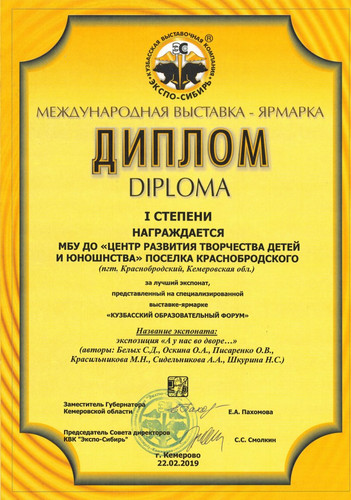 КУЗБАССКАЯ ВЫСТАВОЧНАЯ КОМПАНИЯ
®
"ЭКСПО-СИБИРЬ"
МЕЖДУНАРОДНАЯ ВЫСТАВКА - ЯРМАРКА
ДИПЛОМ
DIPLOMA
I СТЕПЕНИ
НАГРАЖДАЕТСЯ
МБУ ДО «ЦЕНТР РАЗВИТИЯ ТВОРЧЕСТВА ДЕТЕЙ
И ЮНОШНСТВА» ПОСЕЛКА КРАСНОБРОДСКОГО
(пгт. Краснобродский, Кемеровская обл.)
за лучший экспонат,
представленный на специализированной
выставке-ярмарке
«КУЗБАССКИЙ ОБРАЗОВАТЕЛЬНЫЙ ФОРУМ»
Название экспоната:
экспозиция «А у нас во дворе…»
(авторы: Белых С.Д., Оскина О.А., Писаренко О.В.,
Красильникова М.Н., Сидельникова А.А., Шкурина Н.С.)
Заместитель Губернатора
Кемеровской области
Е.А. Пахомова
Председатель Совета директоров
КВК "Экспо-Сибирь"
С.С. Смолкин
г. Кемерово
22.02.2019